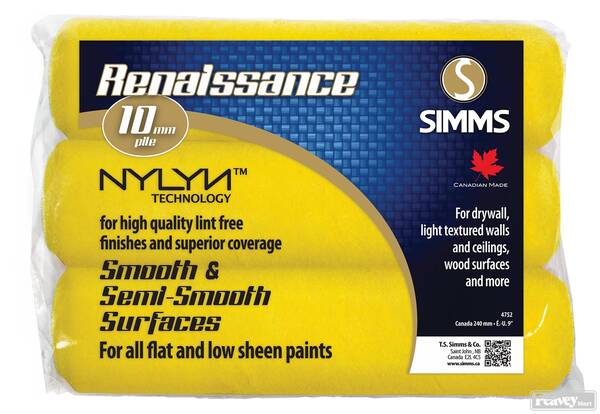 Renaissance
10 mm
pile
NYLYN™
TECHNOLOGY
for high quality lint free
finishes and superior coverage
Smooth &
Semi-Smooth
Surfaces
For all flat and low sheen paints
S
SIMMS
CANADIAN MADE
For drywall,
light textured walls
and ceilings,
wood surfaces
and more
4752
Canada 240 mm - É.-U. 9"
T.S. Simms & Co.
Saint John , NB
Canada E2L 4C5
www.simms.ca
Peavey
Mart